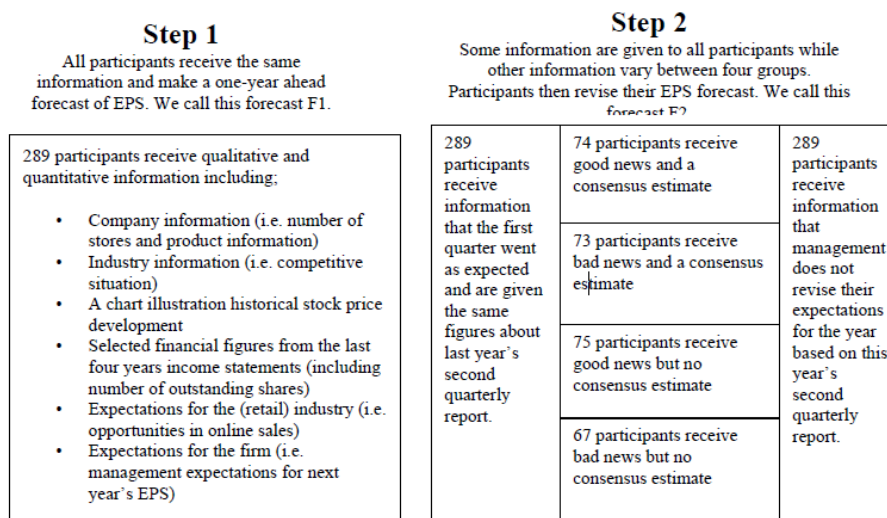 Step 1
All participants receive the same
information and make a one-year ahead
forecast of EPS. We call this forecast F1.
289 participants receive qualitative and
quantitative information including;
• Company information (i.e. number of
stores and product information)
• Industry information (i.e. competitive
situation)
• A chart illustration historical stock price
development
• Selected financial figures from the last
four years income statements (including
number of outstanding shares)
• Expectations for the (retail) industry (i.e.
opportunities in online sales)
• Expectations for the firm (i.e.
management expectations for next
year's EPS)
Step 2
Some information are given to all participants while
other information vary between four groups.
Participants then revise their EPS forecast. We call this
forecast F2
289
participants
receive
information
that the first
quarter went
as expected
and are given
the same
figures about
last year's
second
quarterly
report.
74 participants receive
good news and a
consensus estimate
73 participants receive
bad news and a consensus
estimate
75 participants receive
good news but no
consensus estimate
67 participants receive
bad news but no
consensus estimate
289
participants
receive
information
that
management
does not
revise their
expectations
for the year
based on this
year's
second
quarterly
report.